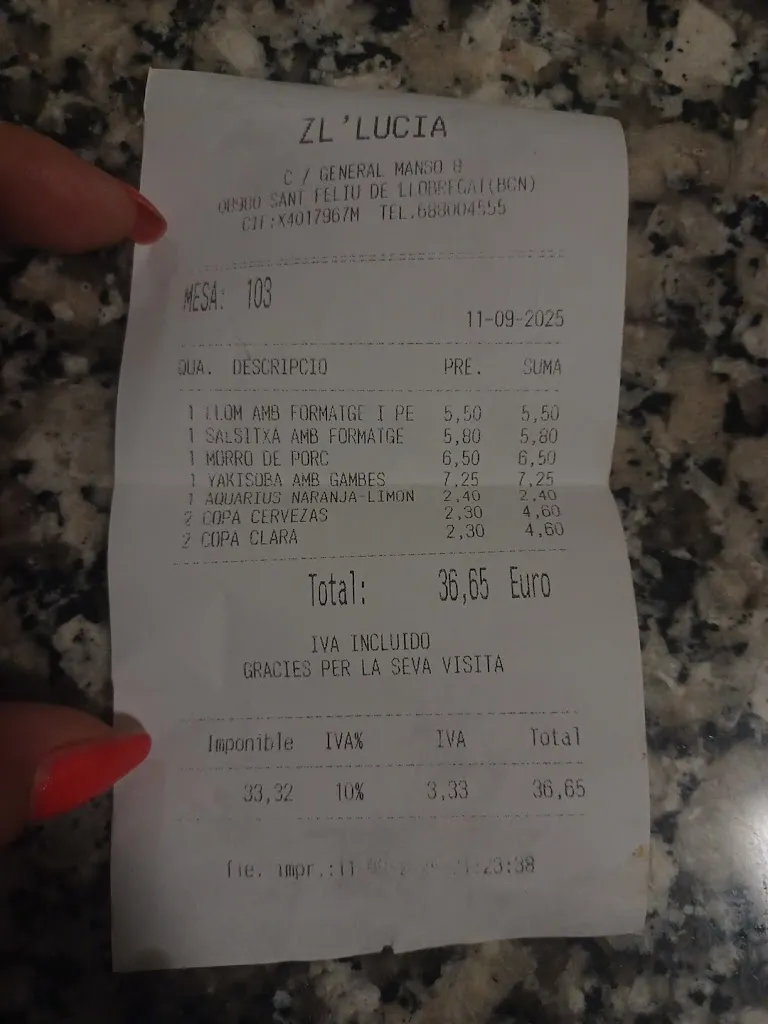 ZL'LUCIA
C / GENERAL MANSO 8
08980 SANT FELIU DE LLOBREGAT(BCN)
CIF:X4017967M TEL.688004555
MESA: 103
11-09-2025
QUA. DESCRIPCIO PRE. SUMA
1 LLOM AMB FORMATGE I PE 5,50 5,50
1 SALSITXA AMB FORMATGE 5,80 5,80
1 MORRO DE PORC 6,50 6,50
1 YAKISOBA AMB GAMBES 7,25 7,25
1 AQUARIUS NARANJA-LIMON 2,40 2,40
2 COPA CERVEZAS 2,30 4,60
2 COPA CLARA 2,30 4,60
Total: 36,65 Euro
IVA INCLUIDO
GRACIES PER LA SEVA VISITA
Imponible IVA% IVA Total
33,32 10% 3,33 36,65
impr.: